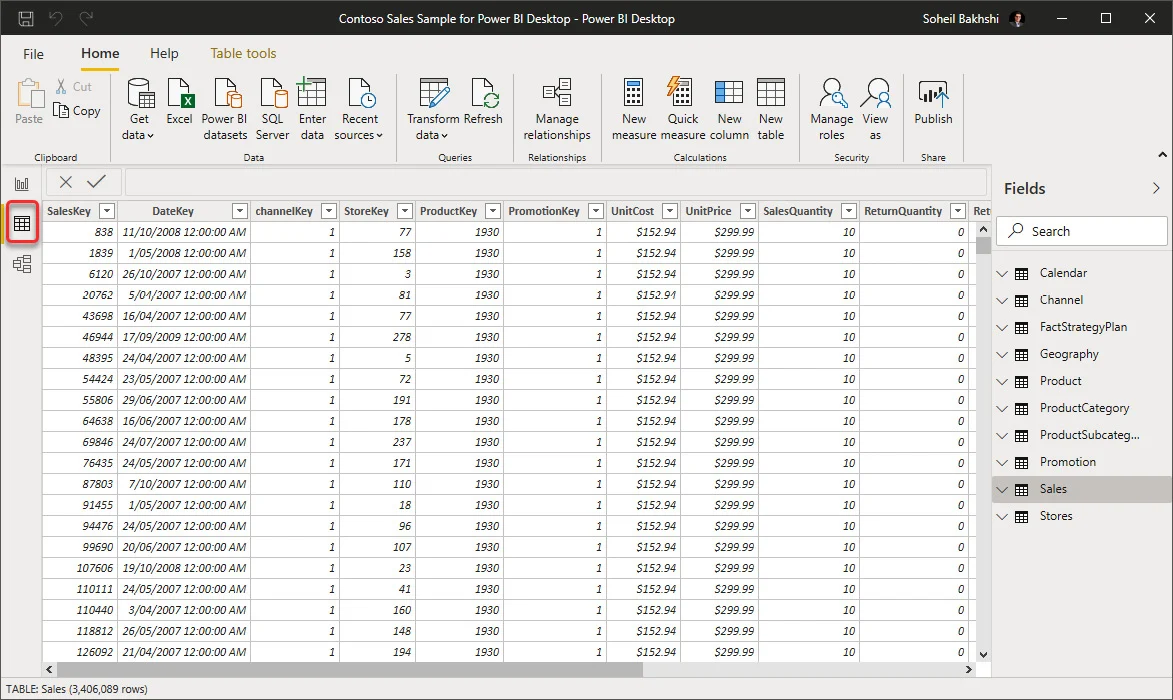 Contoso Sales Sample for Power BI Desktop - Power BI Desktop Soheil Bakhshi
File Home Help Table tools
Paste Cut Copy
Get data Excel Power BI datasets SQL Server Enter data Recent sources
Transform data Refresh
Manage relationships
New measure Quick measure New column New table
Manage roles View as
Publish
Clipboard Data Queries Relationships Calculations Security Share
SalesKey DateKey channelKey StoreKey ProductKey PromotionKey UnitCost UnitPrice SalesQuantity ReturnQuantity Ret
838 11/10/2008 12:00:00 AM 1 77 1930 1 $152.94 $299.99 10 0
1839 1/05/2008 12:00:00 AM 1 158 1930 1 $152.94 $299.99 10 0
6120 26/10/2007 12:00:00 AM 1 3 1930 1 $152.94 $299.99 10 0
20762 5/04/2007 12:00:00 AM 1 81 1930 1 $152.94 $299.99 10 0
43698 16/04/2007 12:00:00 AM 1 77 1930 1 $152.94 $299.99 10 0
46944 17/09/2009 12:00:00 AM 1 278 1930 1 $152.94 $299.99 10 0
48395 24/04/2007 12:00:00 AM 1 5 1930 1 $152.94 $299.99 10 0
54424 23/05/2007 12:00:00 AM 1 72 1930 1 $152.94 $299.99 10 0
55806 29/06/2007 12:00:00 AM 1 191 1930 1 $152.94 $299.99 10 0
64638 16/06/2007 12:00:00 AM 1 178 1930 1 $152.94 $299.99 10 0
69846 24/07/2007 12:00:00 AM 1 237 1930 1 $152.94 $299.99 10 0
76435 24/05/2007 12:00:00 AM 1 171 1930 1 $152.94 $299.99 10 0
87803 7/10/2007 12:00:00 AM 1 110 1930 1 $152.94 $299.99 10 0
91455 1/05/2007 12:00:00 AM 1 18 1930 1 $152.94 $299.99 10 0
94476 24/05/2007 12:00:00 AM 1 96 1930 1 $152.94 $299.99 10 0
99690 20/06/2007 12:00:00 AM 1 107 1930 1 $152.94 $299.99 10 0
107606 19/10/2008 12:00:00 AM 1 23 1930 1 $152.94 $299.99 10 0
110111 24/05/2007 12:00:00 AM 1 41 1930 1 $152.94 $299.99 10 0
110440 3/04/2007 12:00:00 AM 1 160 1930 1 $152.94 $299.99 10 0
118812 26/05/2007 12:00:00 AM 1 148 1930 1 $152.94 $299.99 10 0
126092 21/04/2007 12:00:00 AM 1 194 1930 1 $152.94 $299.99 10 0
Fields
Search
Calendar
Channel
FactStrategyPlan
Geography
Product
ProductCategory
ProductSubcateg...
Promotion
Sales
Stores
TABLE: Sales (3,406,089 rows)